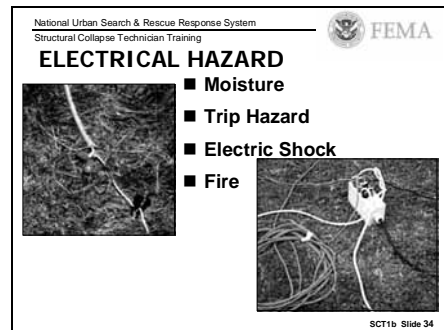 National Urban Search & Rescue Response System
Structural Collapse Technician Training
FEMA
ELECTRICAL HAZARD
■ Moisture
■ Trip Hazard
■ Electric Shock
■ Fire
SCT1b Slide 34